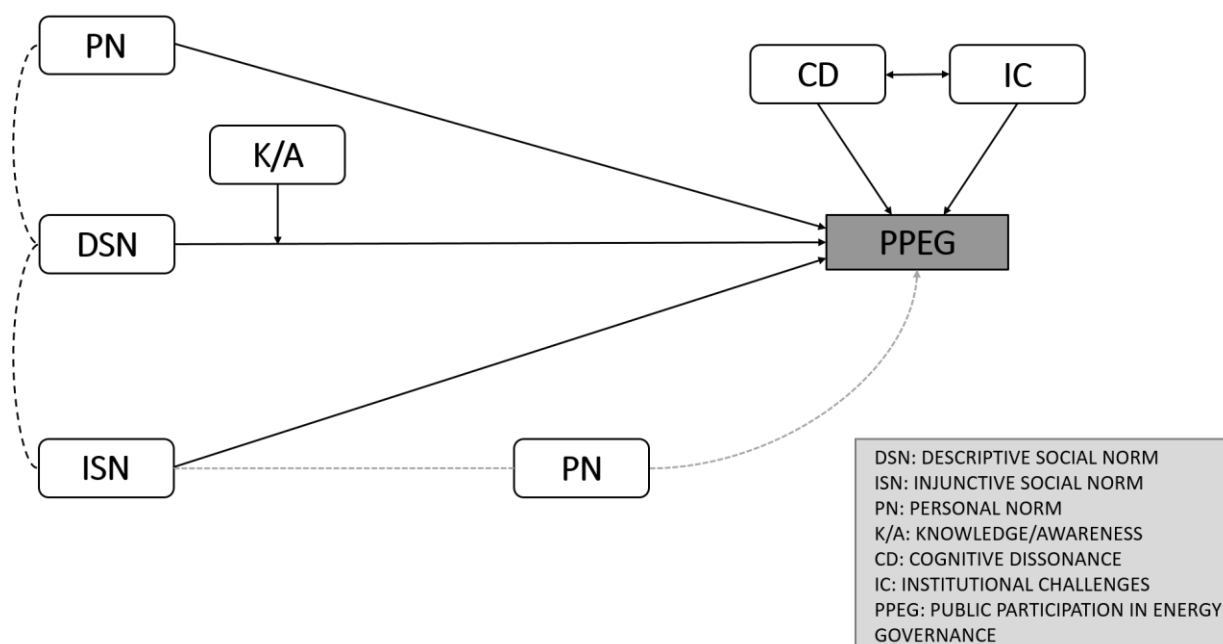 PN
CD
IC
K/A
DSN
PPEG
ISN
PN
DSN: DESCRIPTIVE SOCIAL NORM
ISN: INJUNCTIVE SOCIAL NORM
PN: PERSONAL NORM
K/A: KNOWLEDGE/AWARENESS
CD: COGNITIVE DISSONANCE
IC: INSTITUTIONAL CHALLENGES
PPEG: PUBLIC PARTICIPATION IN ENERGY
GOVERNANCE